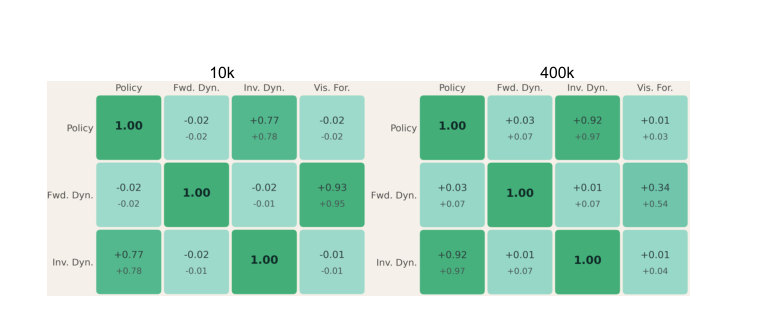 10k 400k
Policy Fwd. Dyn. Inv. Dyn. Vis. For. Policy Fwd. Dyn. Inv. Dyn. Vis. For.
Policy 1.00 -0.02 +0.77 -0.02 Policy 1.00 +0.03 +0.92 +0.01
-0.02 +0.78 -0.02 +0.07 +0.97 +0.03
Fwd. Dyn. -0.02 1.00 -0.02 +0.93 Fwd. Dyn. +0.03 1.00 +0.01 +0.34
-0.02 -0.01 +0.95 +0.07 +0.07 +0.54
Inv. Dyn. +0.77 -0.02 1.00 -0.01 Inv. Dyn. +0.92 +0.01 1.00 +0.01
+0.78 -0.01 -0.01 +0.97 +0.07 +0.04